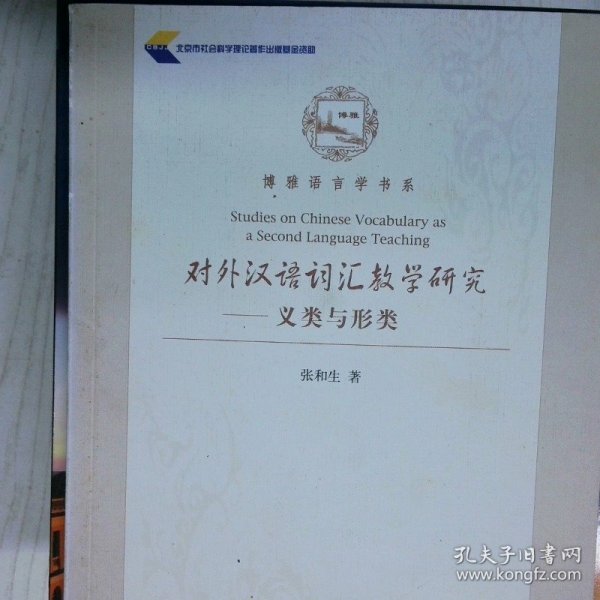 CBJJ 北京市社会科学理论著作出版基金资助
博雅
博雅语言学书系
Studies on Chinese Vocabulary as
a Second Language Teaching
对外汉语词汇教学研究
——义类与形类
张和生 著
孔夫子旧书网
www.kongfz.com